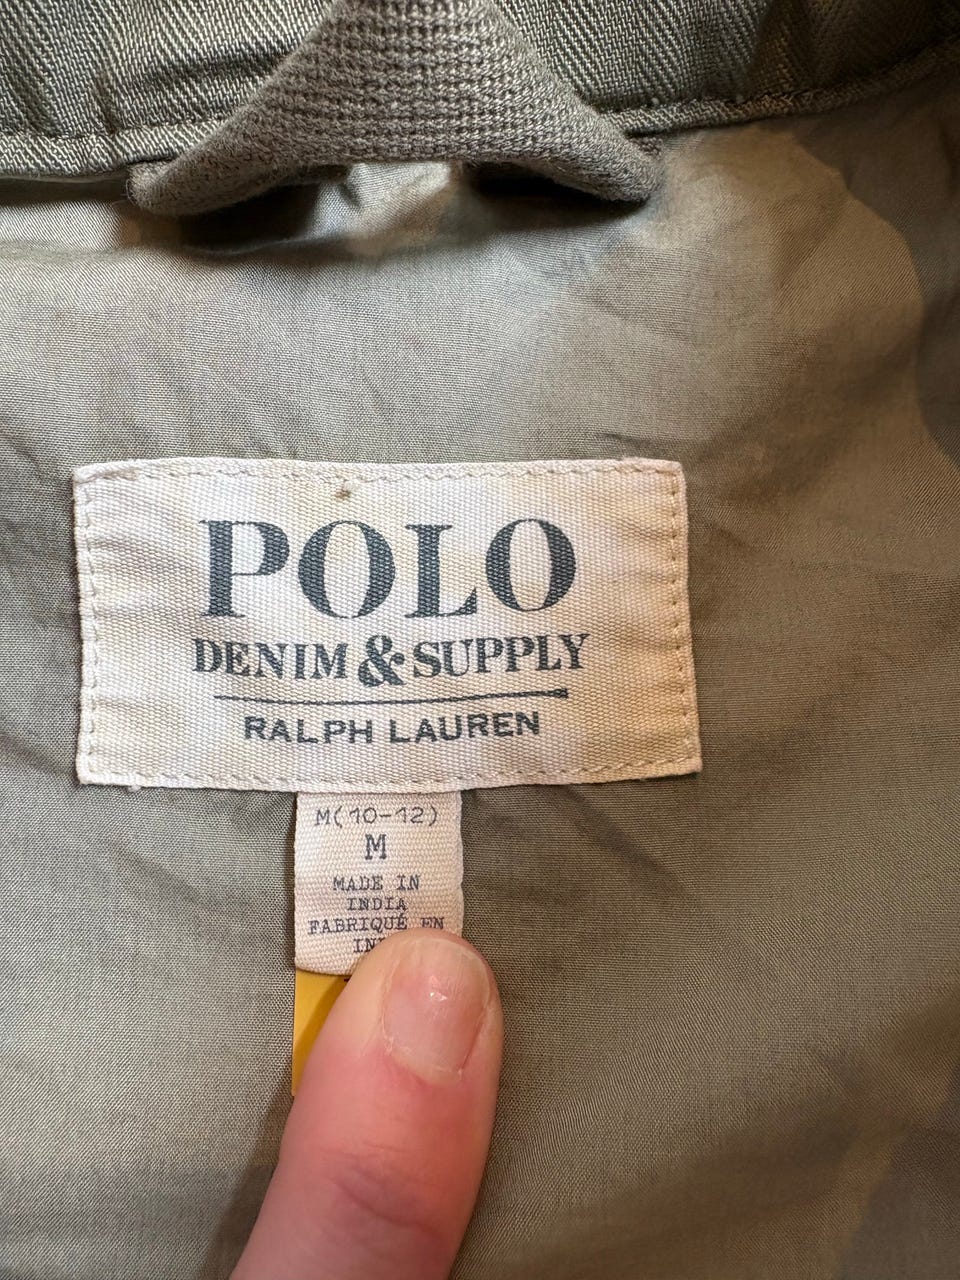 POLO
DENIM & SUPPLY
RALPH LAUREN
M(10-12)
M
MADE IN
INDIA
FABRIQUÉ EN